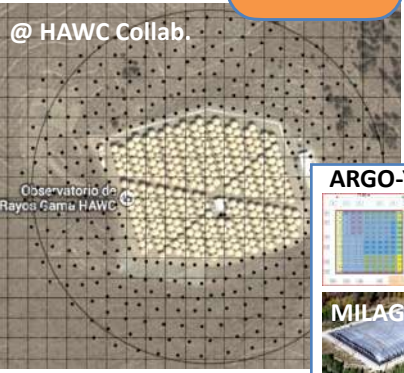 @ HAWC Collab.
Observatorio de
Rayos Gama HAWC
ARGO-
MILAG